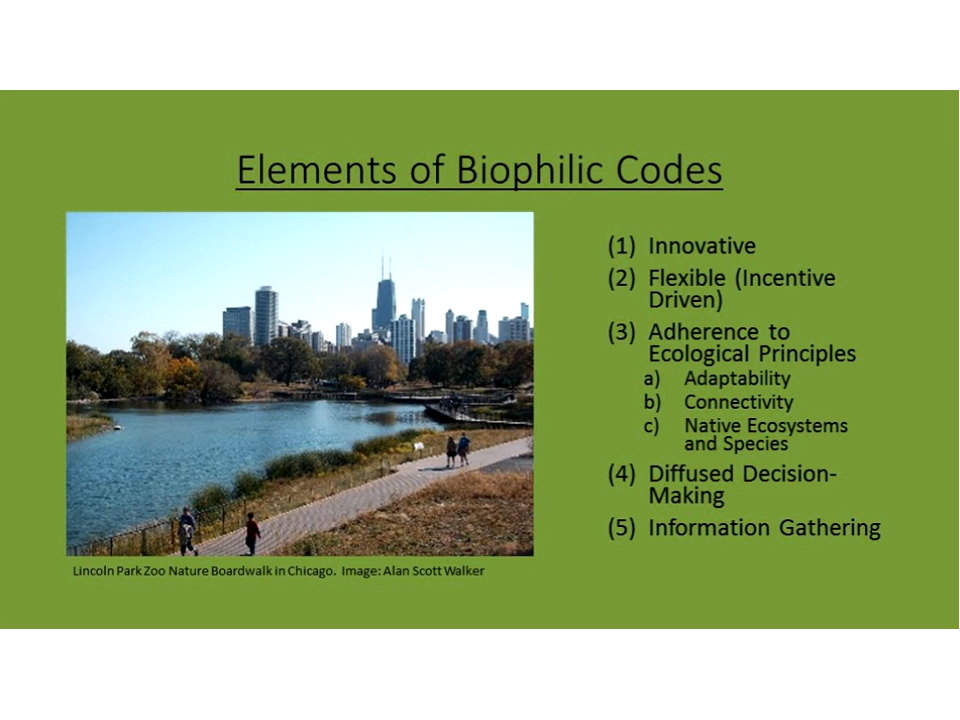 Elements of Biophilic Codes
(1) Innovative
(2) Flexible (Incentive
Driven)
(3) Adherence to
Ecological Principles
a) Adaptability
b) Connectivity
c) Native Ecosystems
and Species
(4) Diffused Decision-
Making
(5) Information Gathering
Lincoln Park Zoo Nature Boardwalk in Chicago. Image: Alan Scott Walker